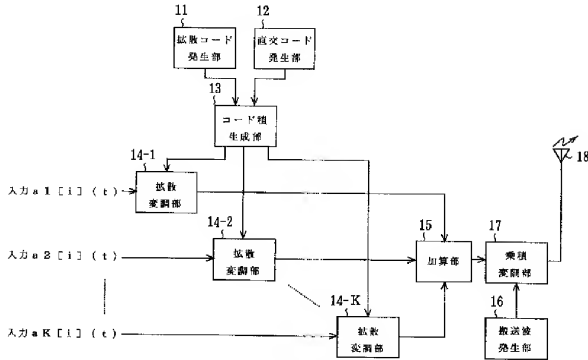 11
12
拡散コード
発生部
直交コード
発生部
13
コード積
生成部
14-1
入力a1[i](t)
拡散
変調部
14-2
入力a2[i](t)
拡散
変調部
14-K
入力aK[i](t)
拡散
変調部
15
加算部
17
乗積
変調部
18
16
搬送波
発生部